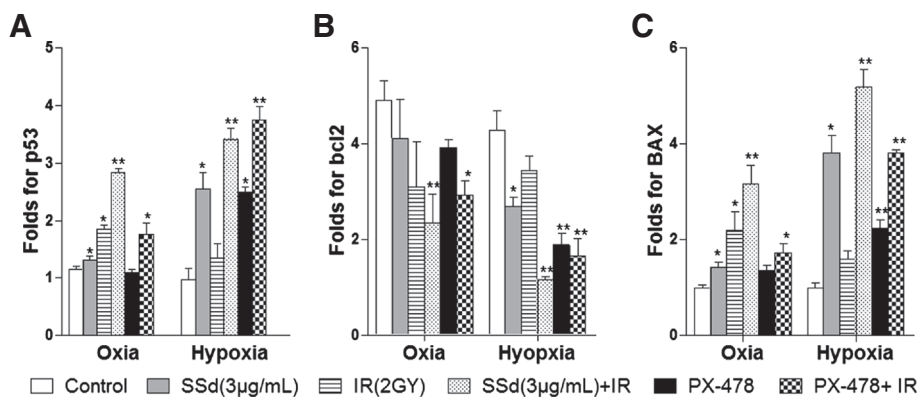 A
B
C
Folds for p53
5
4
3
2
1
0
* * ** *
* ** * **
Oxia Hypoxia
Folds for bcl2
6
4
2
0
** *
* ** ** **
Oxia Hyopxia
Folds for BAX
6
4
2
0
* * ** *
* ** ** **
Oxia Hypoxia
Control SSd(3µg/mL) IR(2GY) SSd(3µg/mL)+IR PX-478 PX-478+ IR